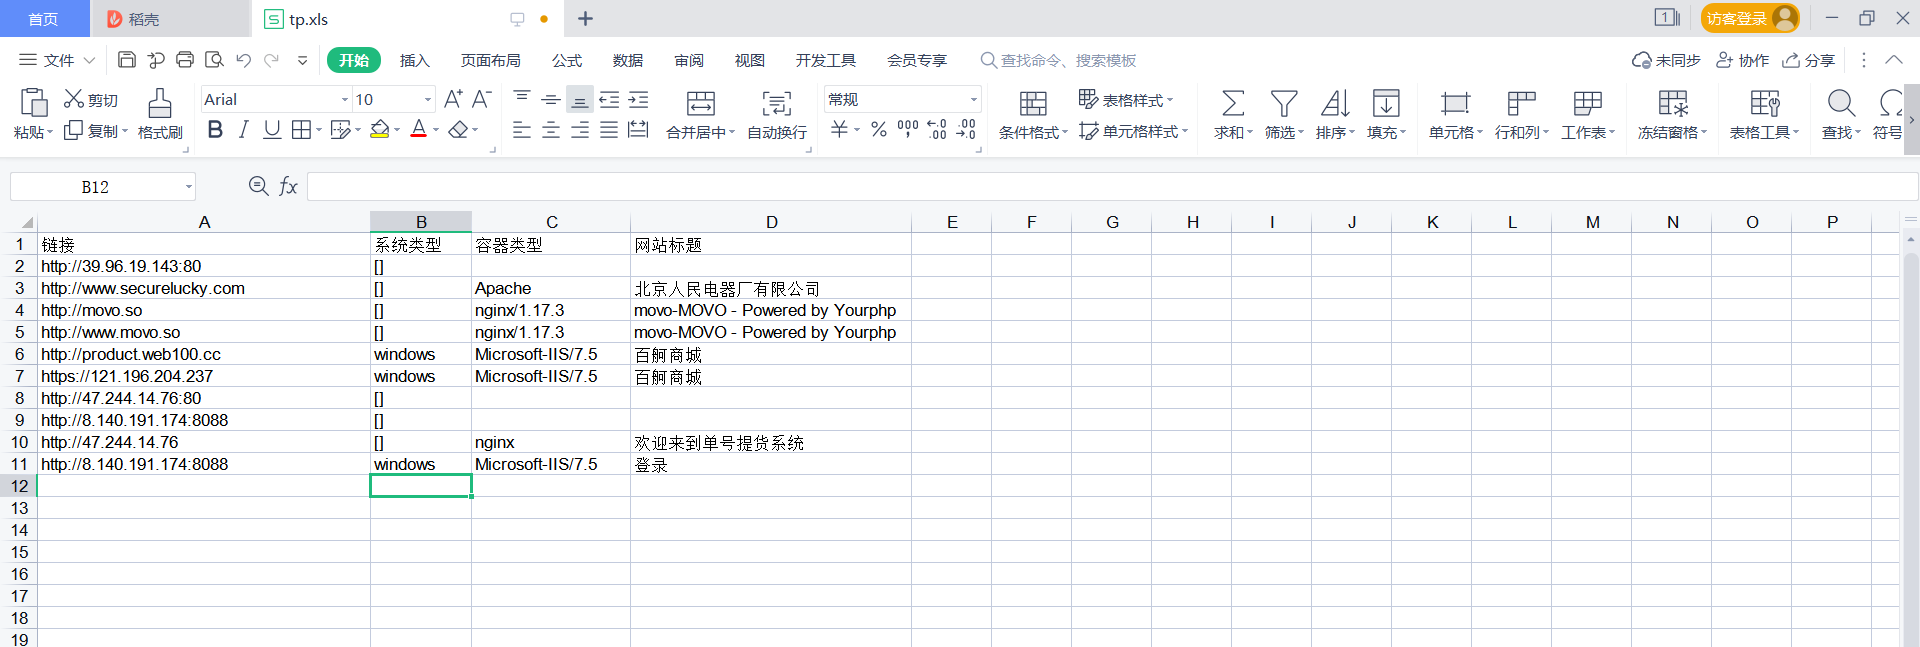 首页 稻壳 tp.xls
1 访客登录
文件 开始 插入 页面布局 公式 数据 审阅 视图 开发工具 会员专享 查找命令、搜索模板 未同步 协作 分享
剪切 Arial 10 A+ A- 常规 表格样式
粘贴 复制 格式刷 B I U A 合并居中 自动换行 ¥ % 000 ←.0 .00 .00 →.0 条件格式 单元格样式 求和 筛选 排序 填充 单元格 行和列 工作表 冻结窗格 表格工具 查找 符号
B12 fx
A B C D E F G H I J K L M N O P
1 链接 系统类型 容器类型 网站标题
2 http://39.96.19.143:80 []
3 http://www.securelucky.com [] Apache 北京人民电器厂有限公司
4 http://movo.so [] nginx/1.17.3 movo-MOVO - Powered by Yourphp
5 http://www.movo.so [] nginx/1.17.3 movo-MOVO - Powered by Yourphp
6 http://product.web100.cc windows Microsoft-IIS/7.5 百舸商城
7 https://121.196.204.237 windows Microsoft-IIS/7.5 百舸商城
8 http://47.244.14.76:80 []
9 http://8.140.191.174:8088 []
10 http://47.244.14.76 [] nginx 欢迎来到单号提货系统
11 http://8.140.191.174:8088 windows Microsoft-IIS/7.5 登录
12
13
14
15
16
17
18
19